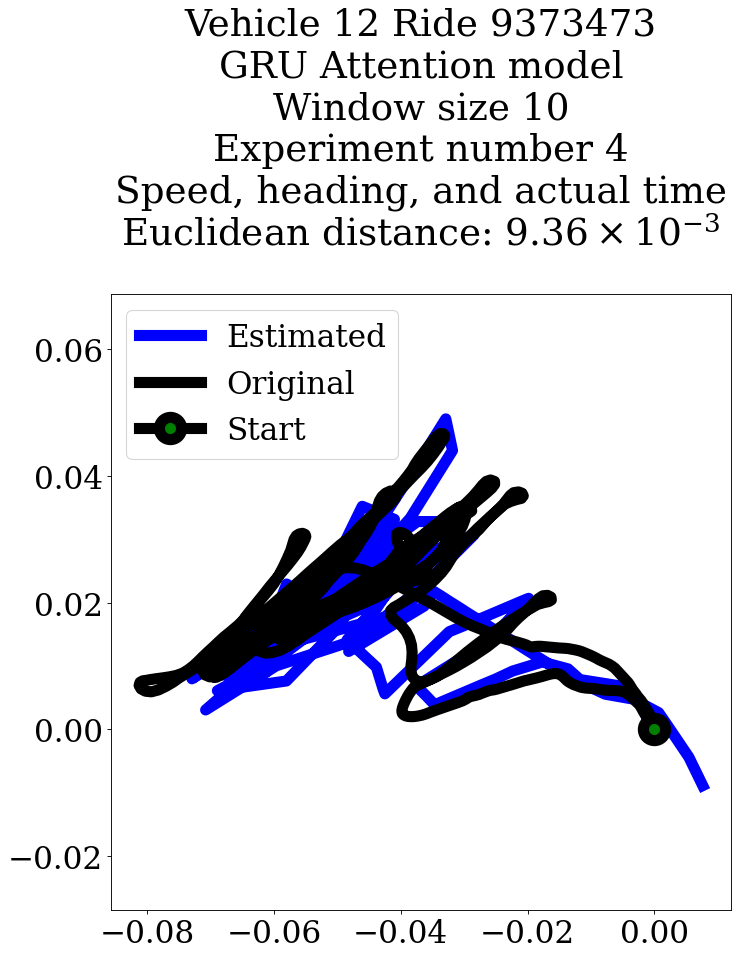 Vehicle 12 Ride 9373473
GRU Attention model
Window size 10
Experiment number 4
Speed, heading, and actual time
Euclidean distance: 9.36 × 10⁻³
Estimated
Original
Start
0.06
0.04
0.02
0.00
−0.02
−0.08
−0.06
−0.04
−0.02
0.00